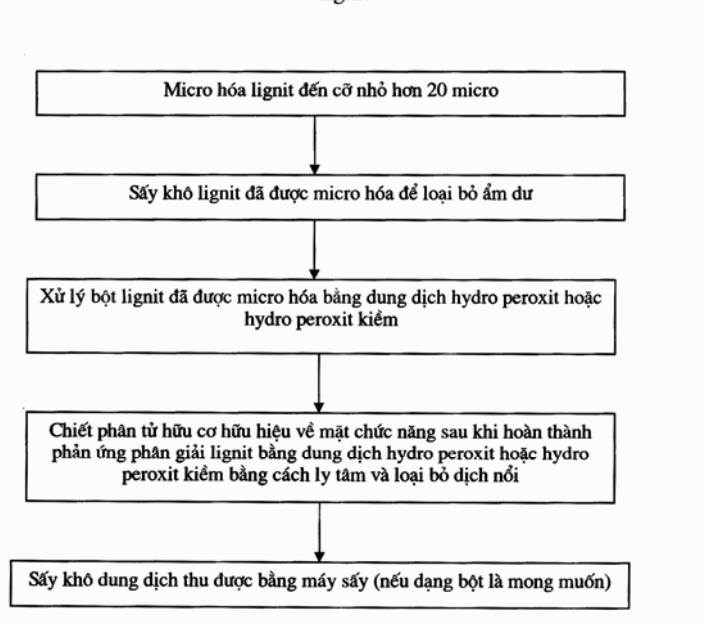 Micro hóa lignit đến cỡ nhỏ hơn 20 micro
Sấy khô lignit đã được micro hóa để loại bỏ ẩm dư
Xử lý bột lignit đã được micro hóa bằng dung dịch hydro peroxit hoặc
hydro peroxit kiềm
Chiết phân tử hữu cơ hữu hiệu về mặt chức năng sau khi hoàn thành
phản ứng phân giải lignit bằng dung dịch hydro peroxit hoặc hydro
peroxit kiềm bằng cách ly tâm và loại bỏ dịch nổi
Sấy khô dung dịch thu được bằng máy sấy (nếu dạng bột là mong muốn)